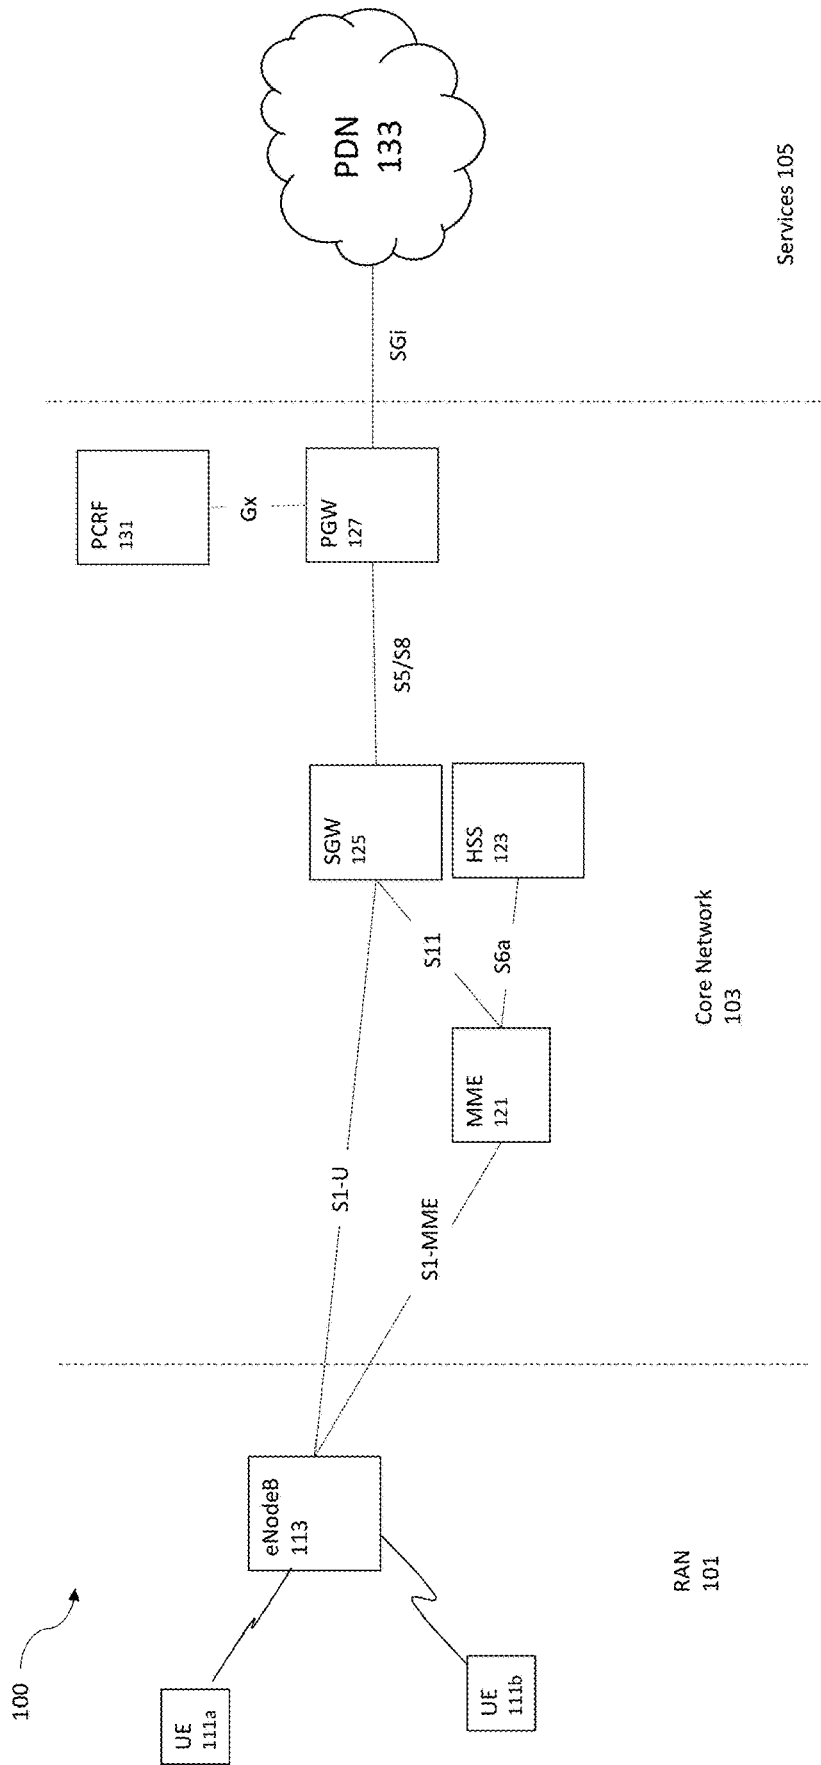 100
UE
111a
UE
111b
eNodeB
113
RAN
101
S1-U
S1-MME
MME
121
S11
S6a
SGW
125
HSS
123
Core Network
103
S5/S8
PCRF
131
Gx
PGW
127
SGi
PDN
133
Services 105